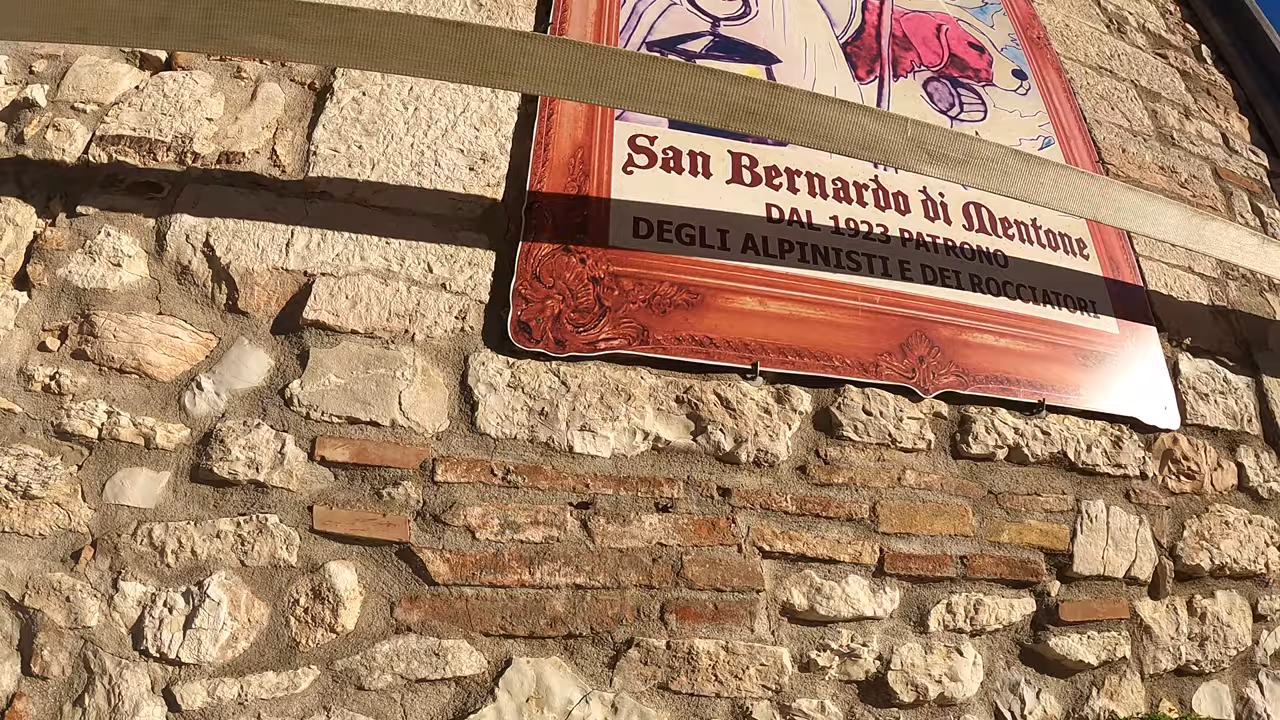 San Bernardo di Mentone
DAL 1923 PATRONO
DEGLI ALPINISTI E DEI ROCCIATORI